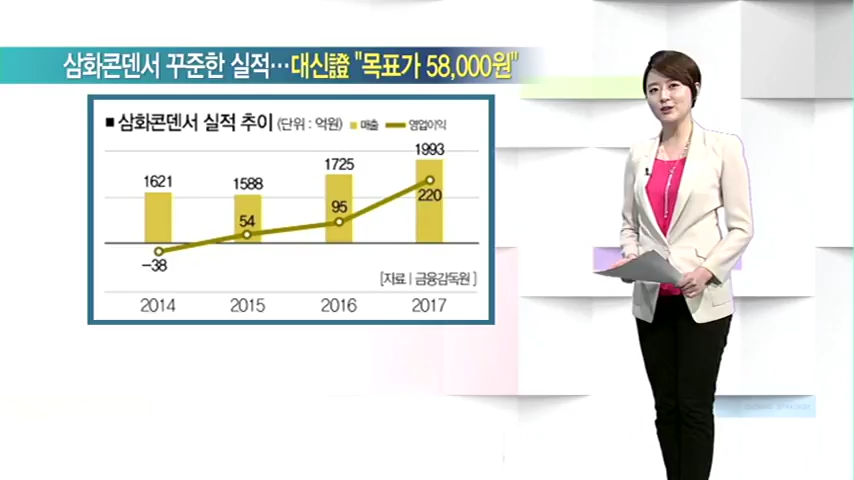 삼화콘덴서 꾸준한 실적…대신證 "목표가 58,000원"
■ 삼화콘덴서 실적 추이 (단위 : 억원) 매출 영업이익
1621 1588 1725 1993
-38 54 95 220
[자료 | 금융감독원 ]
2014 2015 2016 2017